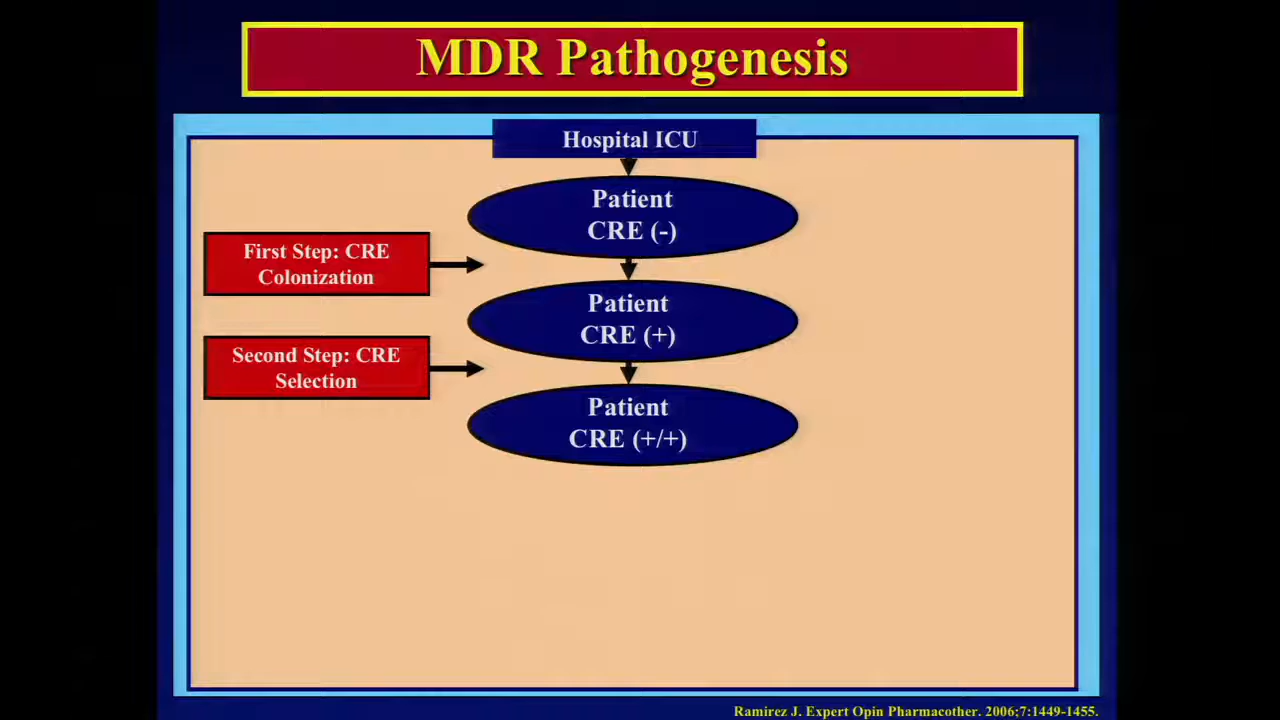 MDR Pathogenesis
Hospital ICU
Patient
CRE (-)
First Step: CRE
Colonization
Patient
CRE (+)
Second Step: CRE
Selection
Patient
CRE (+/+)
Ramirez J. Expert Opin Pharmacother. 2006;7:1449-1455.